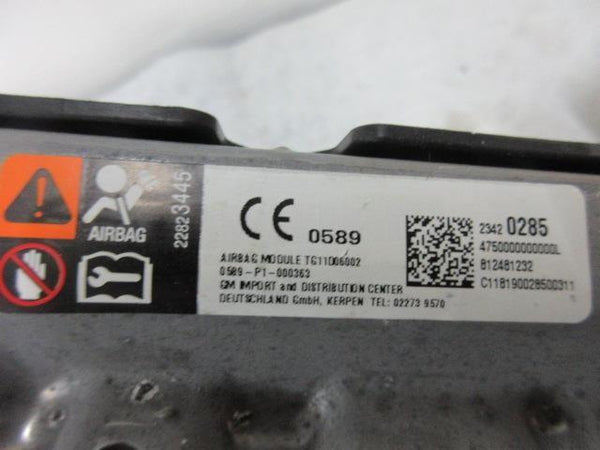 AIRBAG
22823445
CE 0589
AIRBAG MODULE TG11D06002
0589-P1-000363
GM IMPORT and DISTRIBUTION CENTER
DEUTSCHLAND GmbH, KERPEN TEL: 02273 9570
2342 0285
4750000000000L
812481232
C118190028500311